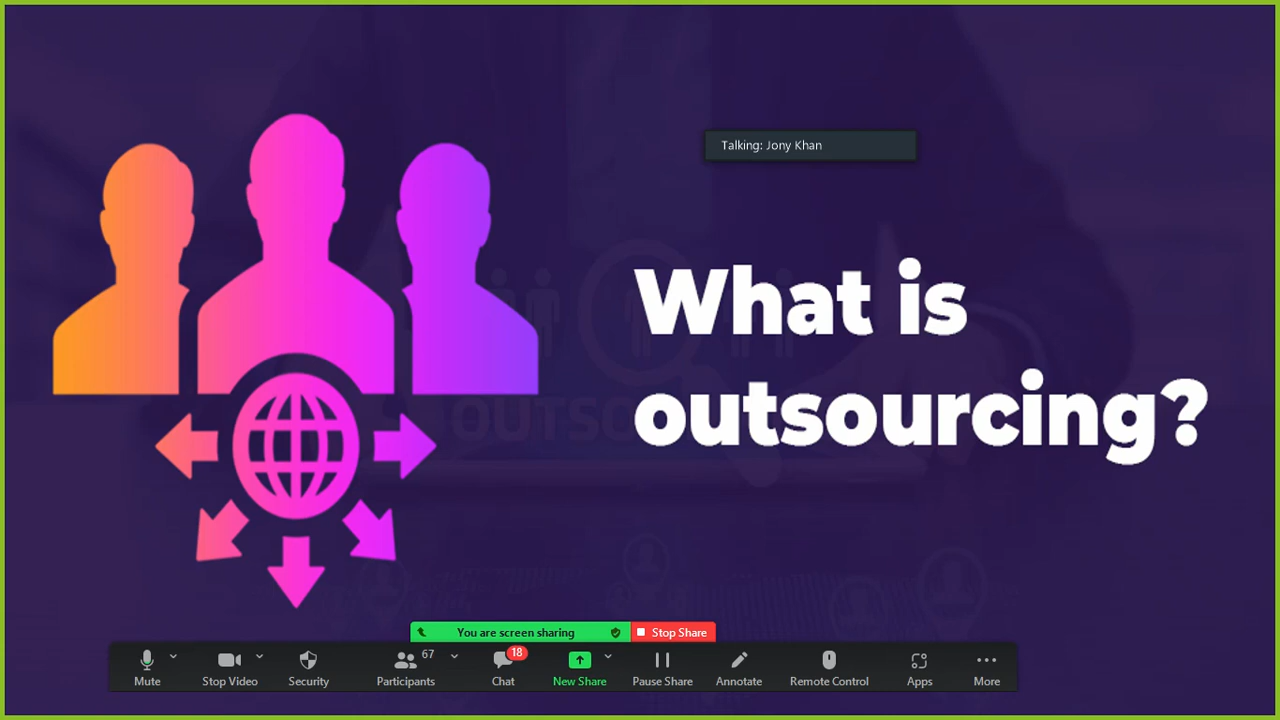 Talking: Jony Khan
What is
outsourcing?
OUTSO
You are screen sharing
Stop Share
Mute
Stop Video
Security
67
Participants
18
Chat
New Share
Pause Share
Annotate
Remote Control
Apps
More